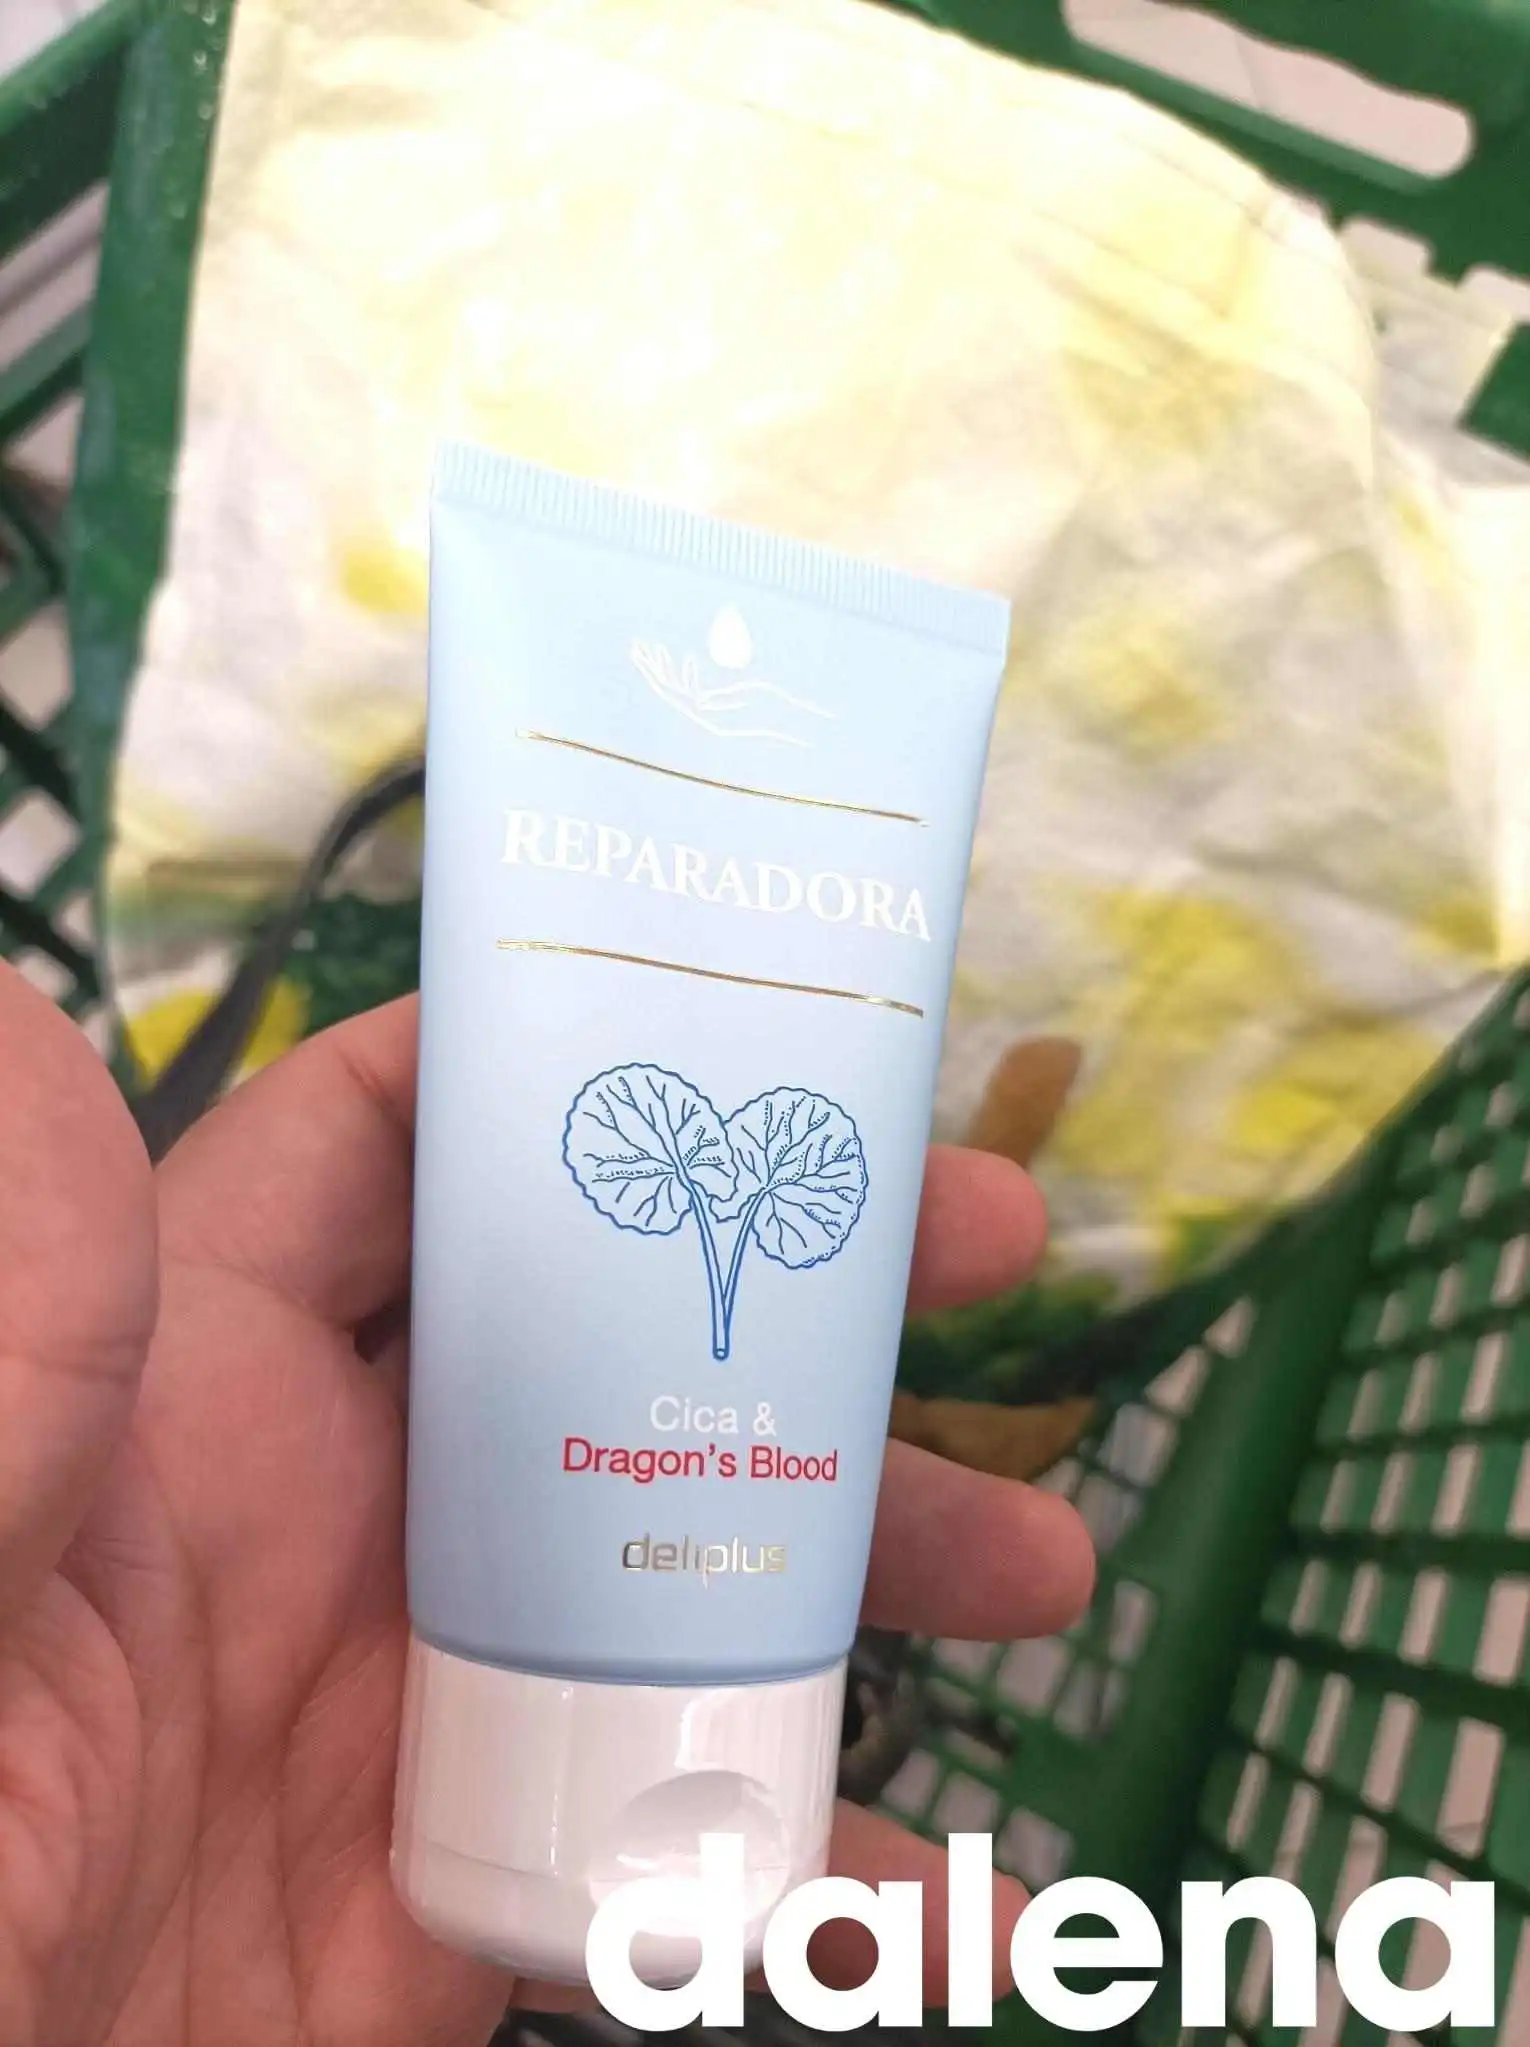 REPARADORA
Cica &
Dragon's Blood
deliplus
dalena